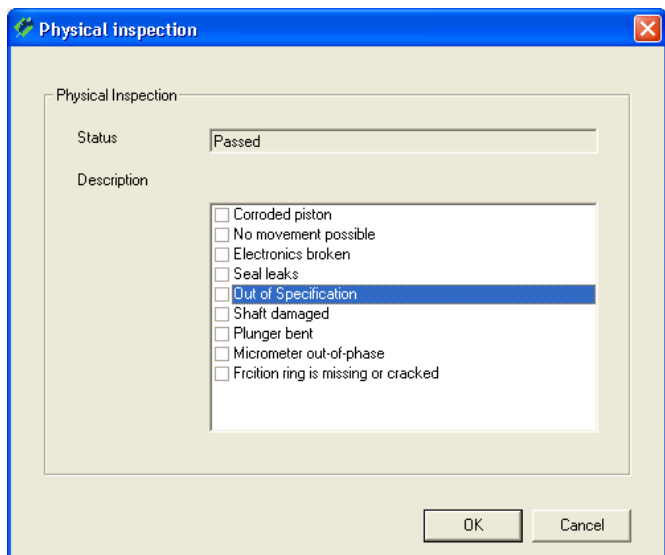 Physical inspection
Physical Inspection
Status
Passed
Description
Corroded piston
No movement possible
Electronics broken
Seal leaks
Out of Specification
Shaft damaged
Plunger bent
Micrometer out-of-phase
Frcition ring is missing or cracked
OK
Cancel